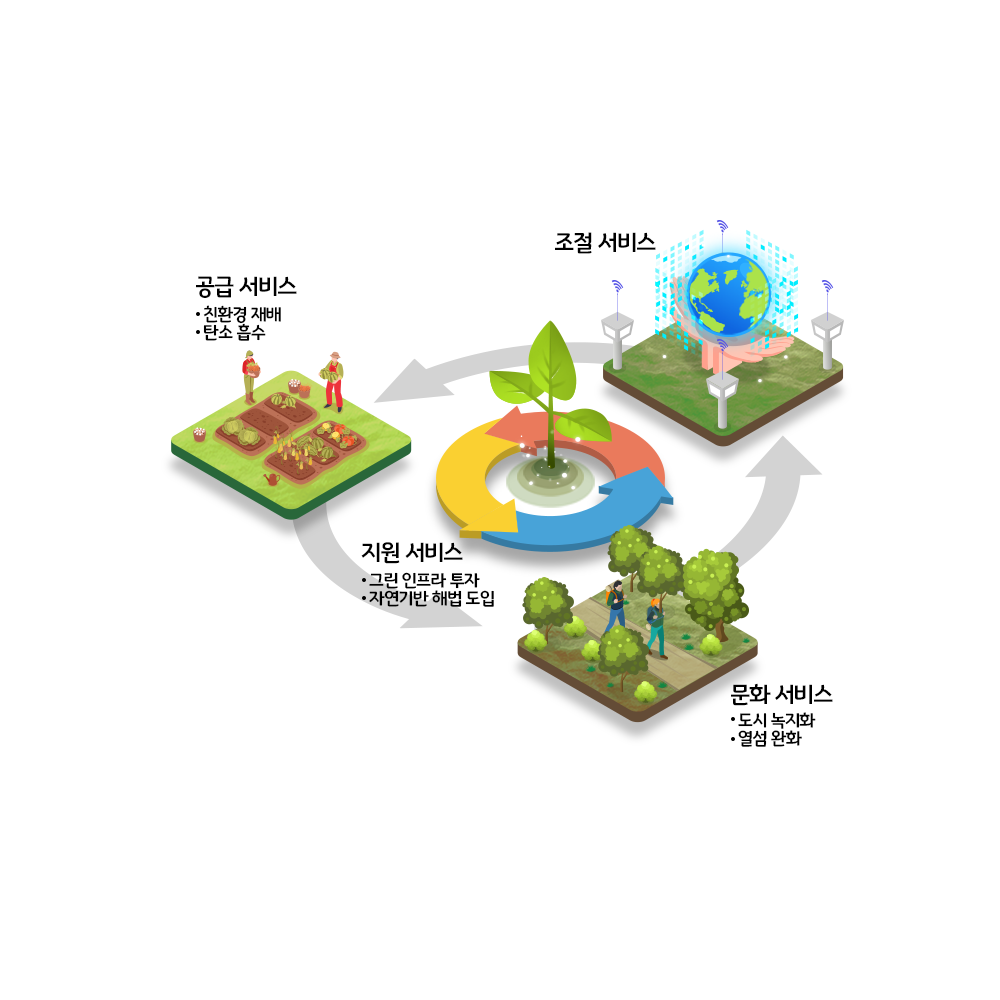 조절 서비스
공급 서비스
• 친환경 재배
• 탄소 흡수
지원 서비스
• 그린 인프라 투자
• 자연기반 해법 도입
문화 서비스
• 도시 녹지화
• 열섬 완화